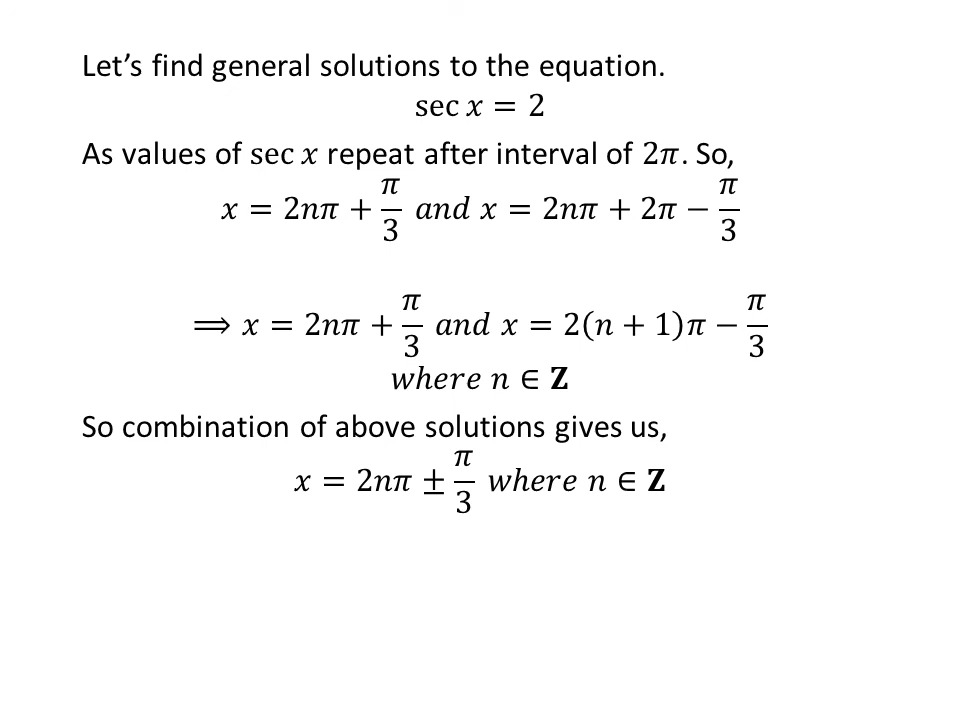 Let’s find general solutions to the equation.
sec 𝑥 = 2
As values of sec 𝑥 repeat after interval of 2𝜋. So,
𝑥 = 2𝑛𝜋 + 𝜋/3 𝑎𝑛𝑑 𝑥 = 2𝑛𝜋 + 2𝜋 − 𝜋/3
⟹ 𝑥 = 2𝑛𝜋 + 𝜋/3 𝑎𝑛𝑑 𝑥 = 2(𝑛 + 1)𝜋 − 𝜋/3
𝑤ℎ𝑒𝑟𝑒 𝑛 ∈ 𝐙
So combination of above solutions gives us,
𝑥 = 2𝑛𝜋 ± 𝜋/3 𝑤ℎ𝑒𝑟𝑒 𝑛 ∈ 𝐙